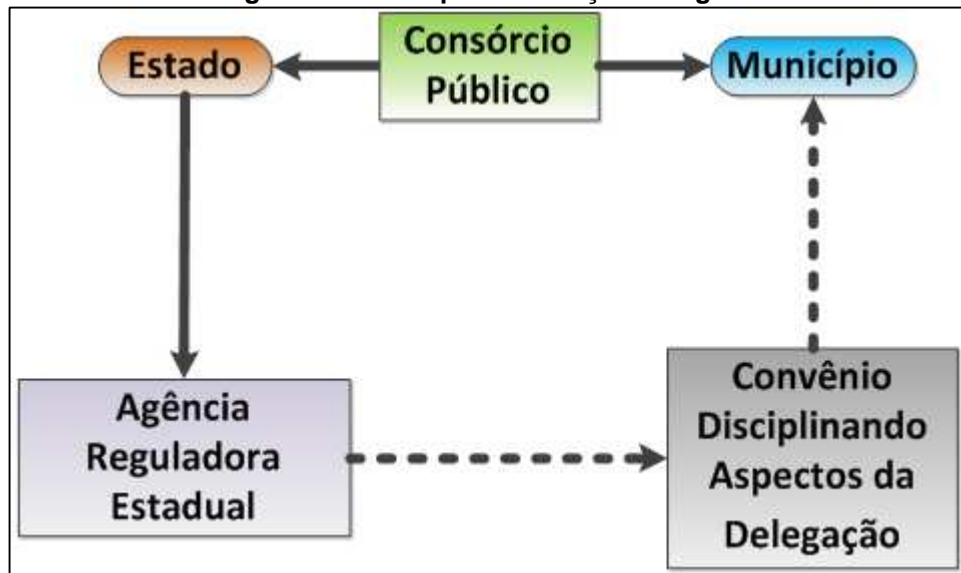 Estado
Consórcio
Público
Município
Agência
Reguladora
Estadual
Convênio
Disciplinando
Aspectos da
Delegação